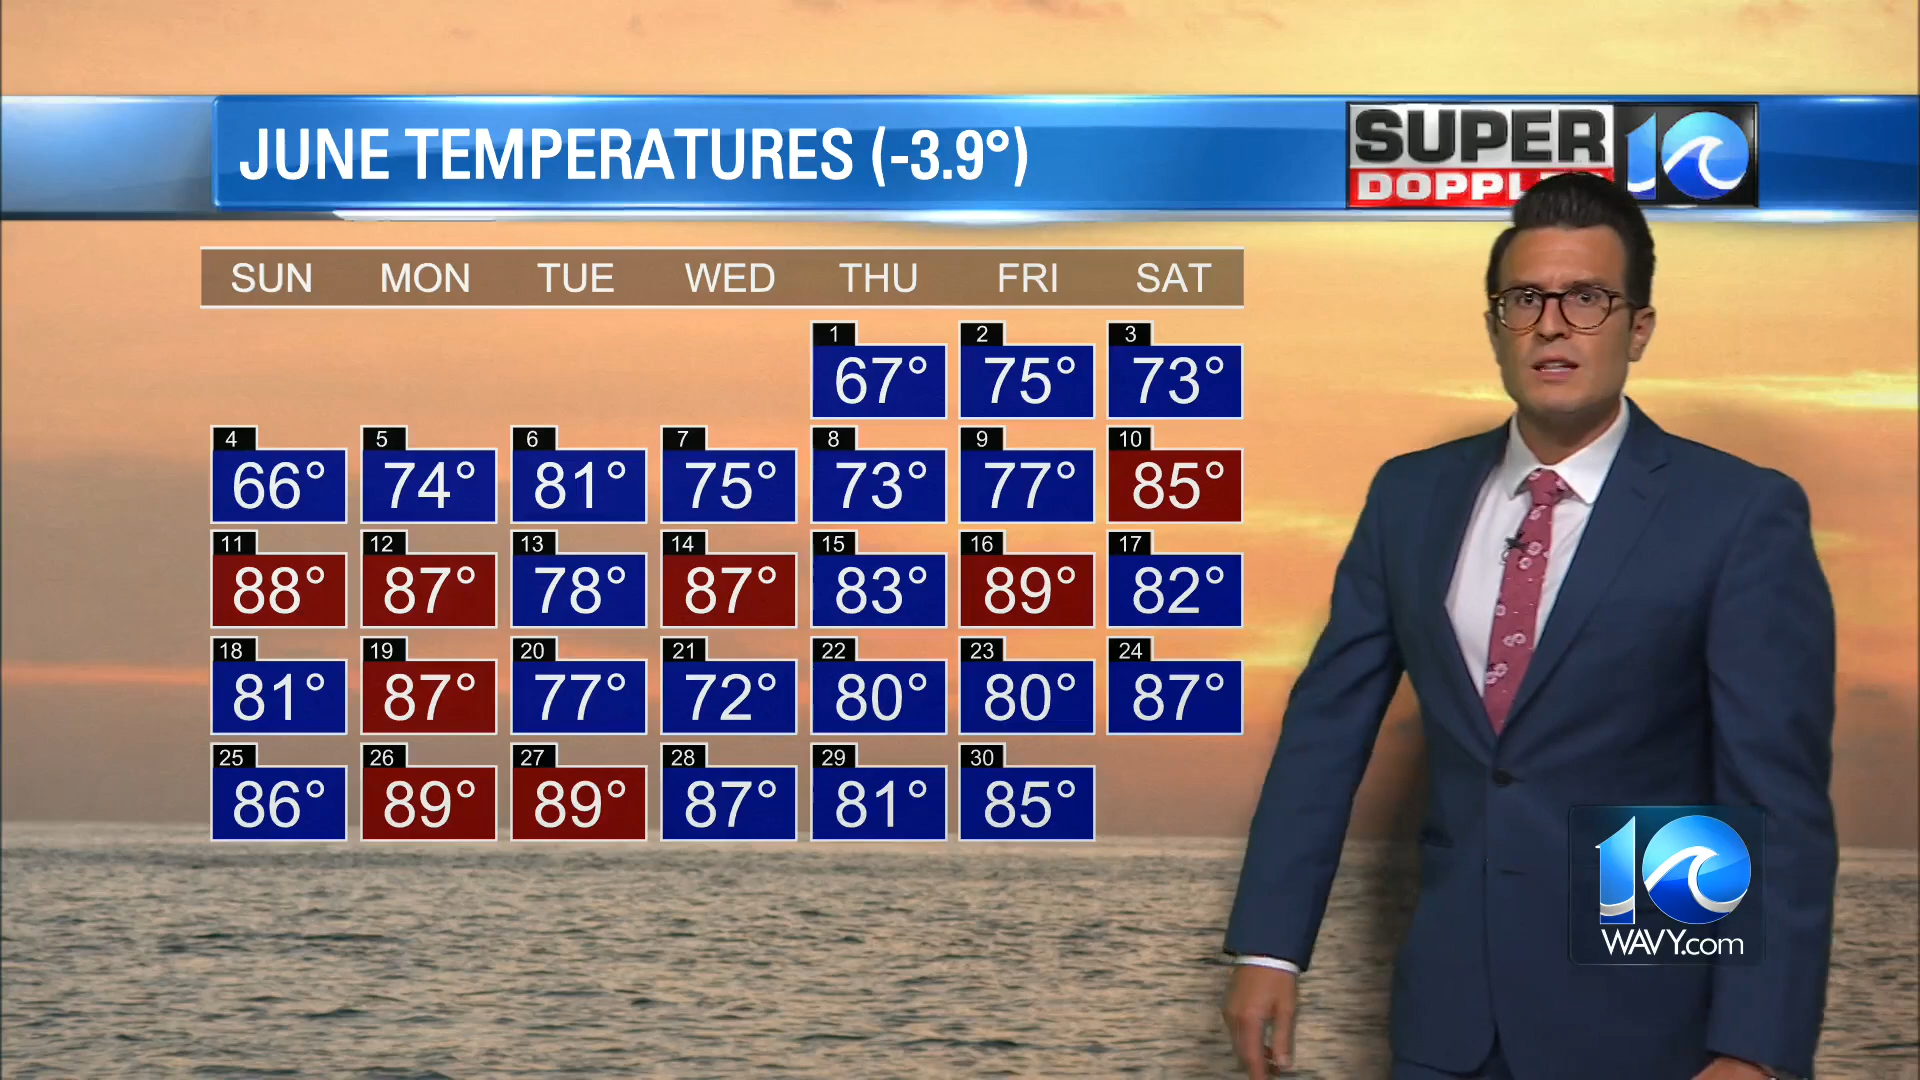 JUNE TEMPERATURES (-3.9°)
SUPER
DOPPLER
10
SUN MON TUE WED THU FRI SAT
1 2 3
67° 75° 73°
4 5 6 7 8 9 10
66° 74° 81° 75° 73° 77° 85°
11 12 13 14 15 16 17
88° 87° 78° 87° 83° 89° 82°
18 19 20 21 22 23 24
81° 87° 77° 72° 80° 80° 87°
25 26 27 28 29 30
86° 89° 89° 87° 81° 85°
10
WAVY.com